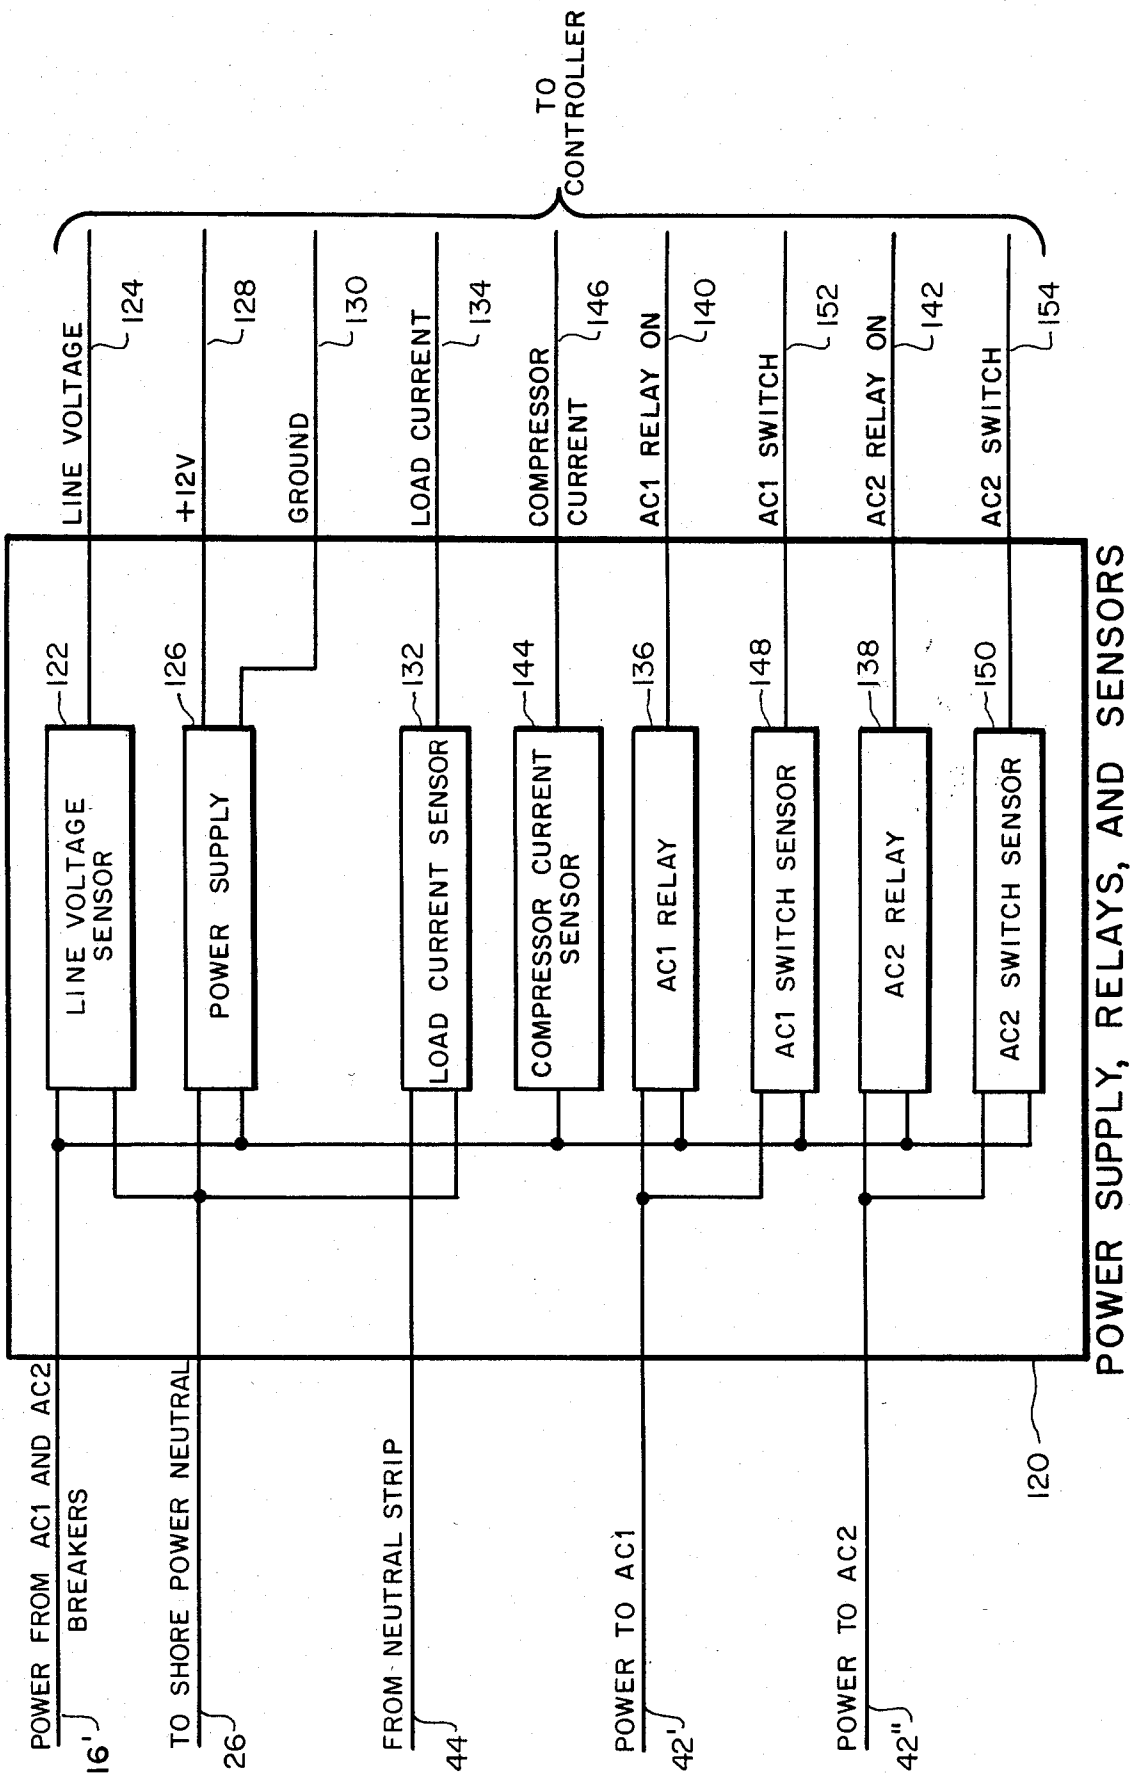 POWER FROM AC1 AND AC2
BREAKERS
16'
TO SHORE POWER NEUTRAL
26
FROM NEUTRAL STRIP
44
POWER TO AC1
42'
POWER TO AC2
42"
120
LINE VOLTAGE
SENSOR
122
POWER SUPPLY
126
LOAD CURRENT SENSOR
132
COMPRESSOR CURRENT
SENSOR
144
AC1 RELAY
136
AC1 SWITCH SENSOR
148
AC2 RELAY
138
AC2 SWITCH SENSOR
150
LINE VOLTAGE
124
+12V
128
GROUND
130
LOAD CURRENT
134
COMPRESSOR
CURRENT
146
AC1 RELAY ON
140
AC1 SWITCH
152
AC2 RELAY ON
142
AC2 SWITCH
154
TO
CONTROLLER
POWER SUPPLY, RELAYS, AND SENSORS